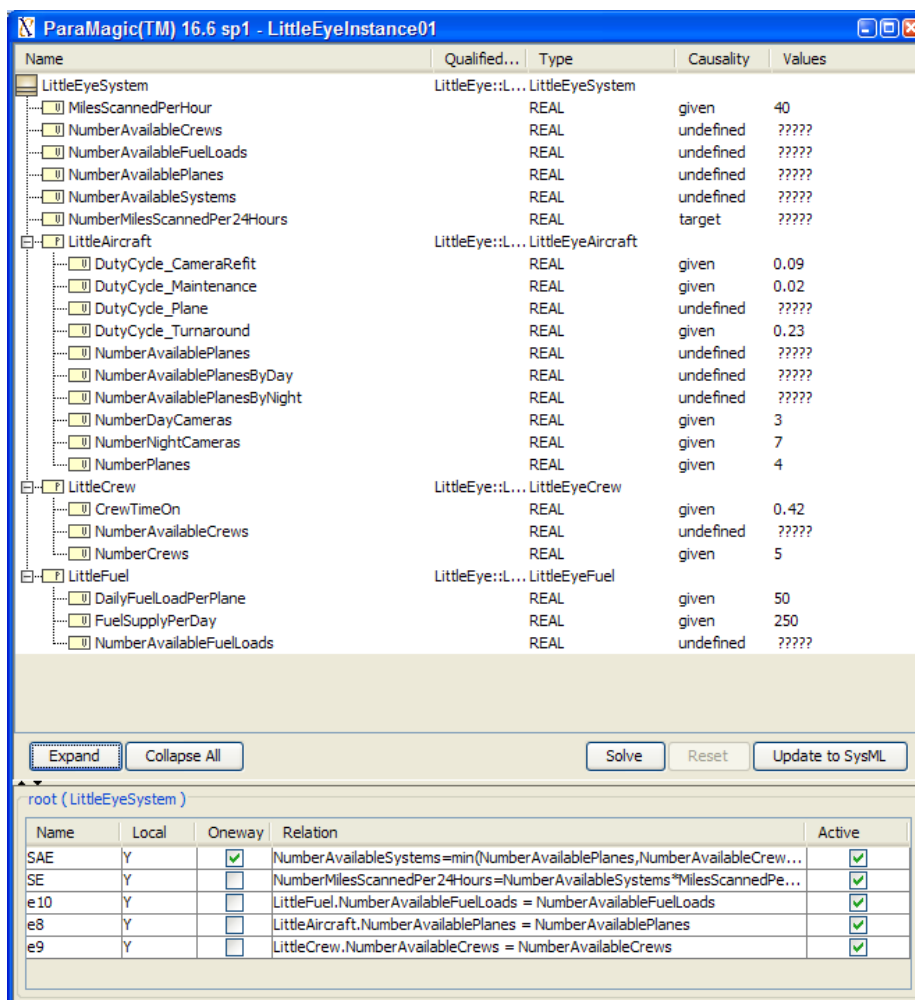 ParaMagic(TM) 16.6 sp1 - LittleEyeInstance01
Name Qualified... Type Causality Values
LittleEyeSystem LittleEye::L... LittleEyeSystem
MilesScannedPerHour REAL given 40
NumberAvailableCrews REAL undefined ?????
NumberAvailableFuelLoads REAL undefined ?????
NumberAvailablePlanes REAL undefined ?????
NumberAvailableSystems REAL undefined ?????
NumberMilesScannedPer24Hours REAL target ?????
LittleAircraft LittleEye::L... LittleEyeAircraft
DutyCycle_CameraRefit REAL given 0.09
DutyCycle_Maintenance REAL given 0.02
DutyCycle_Plane REAL undefined ?????
DutyCycle_Turnaround REAL given 0.23
NumberAvailablePlanes REAL undefined ?????
NumberAvailablePlanesByDay REAL undefined ?????
NumberAvailablePlanesByNight REAL undefined ?????
NumberDayCameras REAL given 3
NumberNightCameras REAL given 7
NumberPlanes REAL given 4
LittleCrew LittleEye::L... LittleEyeCrew
CrewTimeOn REAL given 0.42
NumberAvailableCrews REAL undefined ?????
NumberCrews REAL given 5
LittleFuel LittleEye::L... LittleEyeFuel
DailyFuelLoadPerPlane REAL given 50
FuelSupplyPerDay REAL given 250
NumberAvailableFuelLoads REAL undefined ?????
Expand Collapse All Solve Reset Update to SysML
root ( LittleEyeSystem )
Name Local Oneway Relation Active
SAE Y NumberAvailableSystems=min(NumberAvailablePlanes,NumberAvailableCrew...
SE Y NumberMilesScannedPer24Hours=NumberAvailableSystems*MilesScannedPe...
e10 Y LittleFuel.NumberAvailableFuelLoads = NumberAvailableFuelLoads
e8 Y LittleAircraft.NumberAvailablePlanes = NumberAvailablePlanes
e9 Y LittleCrew.NumberAvailableCrews = NumberAvailableCrews